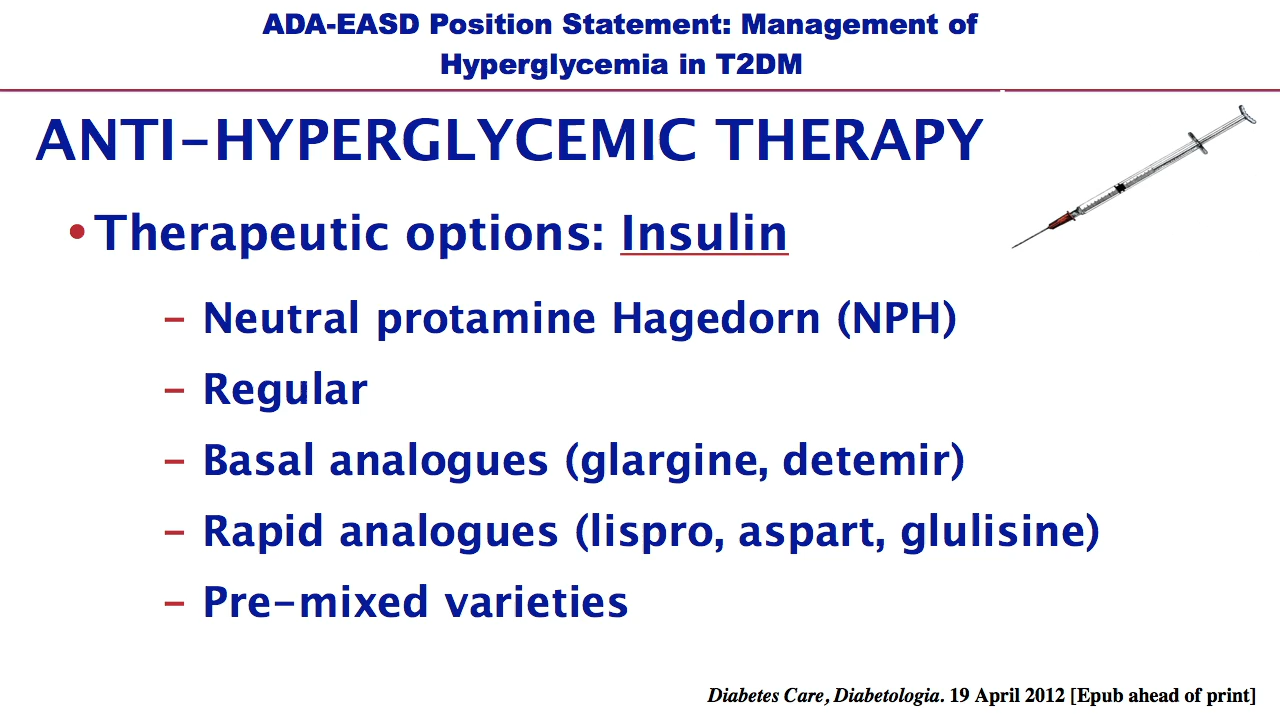 ADA-EASD Position Statement: Management of
Hyperglycemia in T2DM
ANTI-HYPERGLYCEMIC THERAPY
• Therapeutic options: Insulin
– Neutral protamine Hagedorn (NPH)
– Regular
– Basal analogues (glargine, detemir)
– Rapid analogues (lispro, aspart, glulisine)
– Pre-mixed varieties
Diabetes Care, Diabetologia. 19 April 2012 [Epub ahead of print]